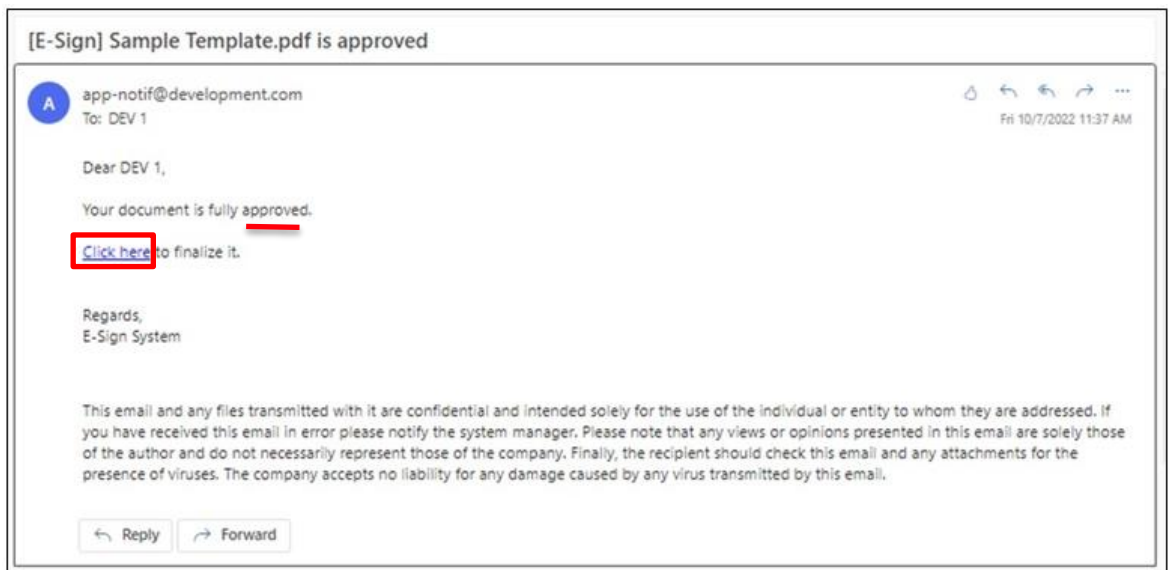 [E-Sign] Sample Template.pdf is approved
A
app-notif@development.com
To: DEV 1
Fri 10/7/2022 11:37 AM
Dear DEV 1,
Your document is fully approved.
Click here to finalize it.
Regards,
E-Sign System
This email and any files transmitted with it are confidential and intended solely for the use of the individual or entity to whom they are addressed. If
you have received this email in error please notify the system manager. Please note that any views or opinions presented in this email are solely those
of the author and do not necessarily represent those of the company. Finally, the recipient should check this email and any attachments for the
presence of viruses. The company accepts no liability for any damage caused by any virus transmitted by this email.
Reply
Forward